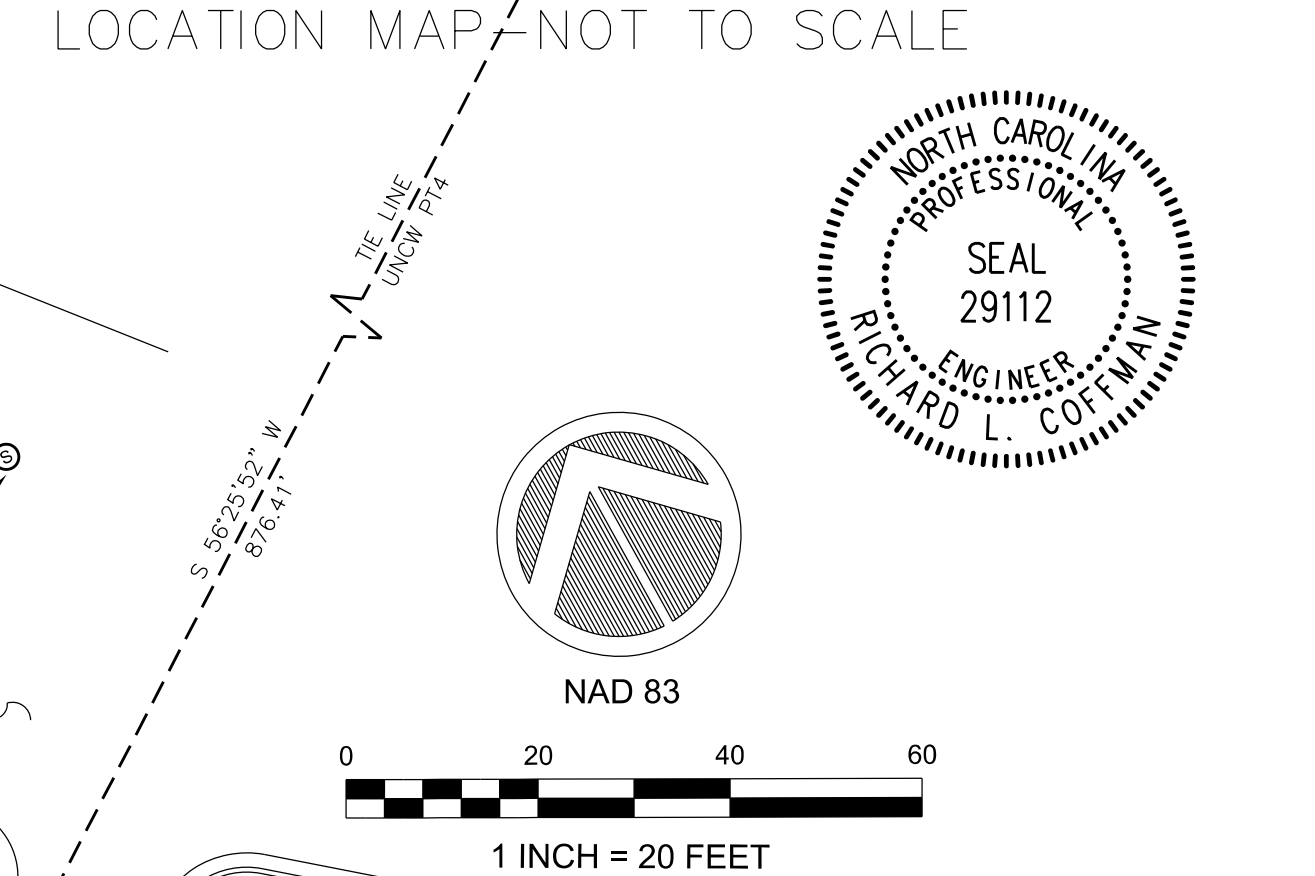 LOCATION MAP-NOT TO SCALE
TIE LINE
UNCW PT4
NORTH CAROLINA
PROFESSIONAL
SEAL
29112
ENGINEER
RICHARD L. COFFMAN
S 56°25'52" W
876.41'
S
NAD 83
0 20 40 60
1 INCH = 20 FEET